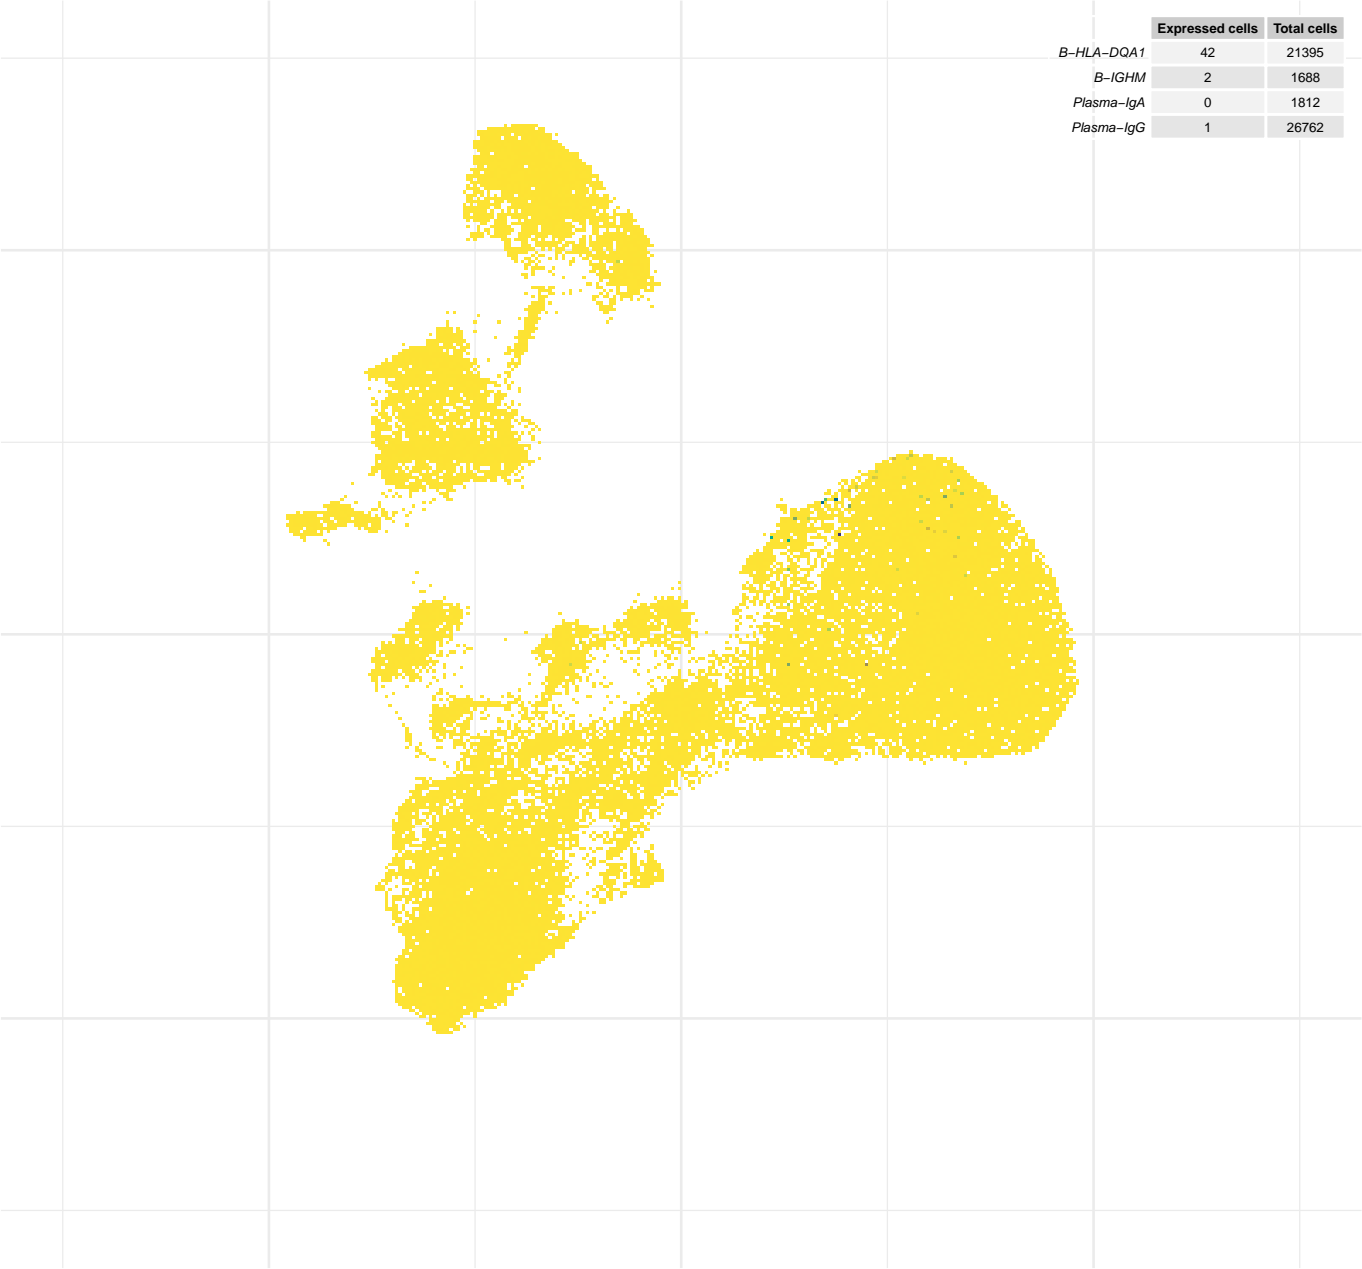 Expressed cells Total cells
B−HLA−DQA1 42 21395
B−IGHM 2 1688
Plasma−IgA 0 1812
Plasma−IgG 1 26762